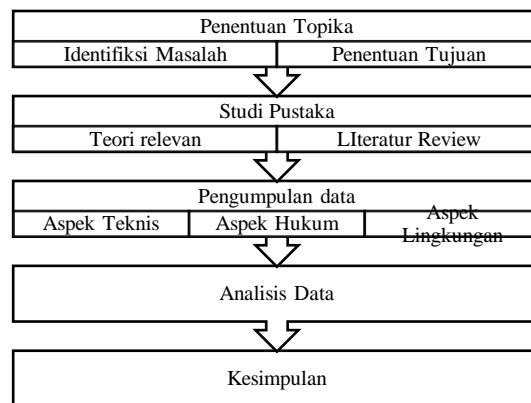 Penentuan Topika
Identifiksi Masalah
Penentuan Tujuan
Studi Pustaka
Teori relevan
LIteratur Review
Pengumpulan data
Aspek Teknis
Aspek Hukum
Aspek
Lingkungan
Analisis Data
Kesimpulan